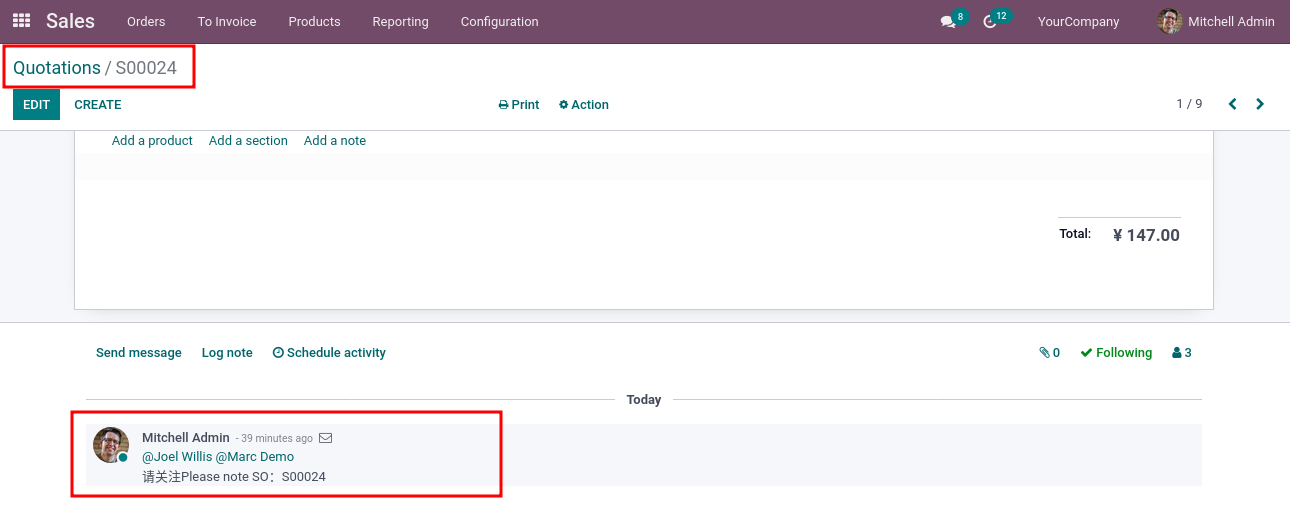 Sales Orders To Invoice Products Reporting Configuration 8 12 YourCompany Mitchell Admin
Quotations / S00024
EDIT CREATE Print Action 1 / 9
Add a product Add a section Add a note
Total: ¥ 147.00
Send message Log note Schedule activity 0 Following 3
Today
Mitchell Admin - 39 minutes ago
@Joel Willis @Marc Demo
请关注Please note SO：S00024